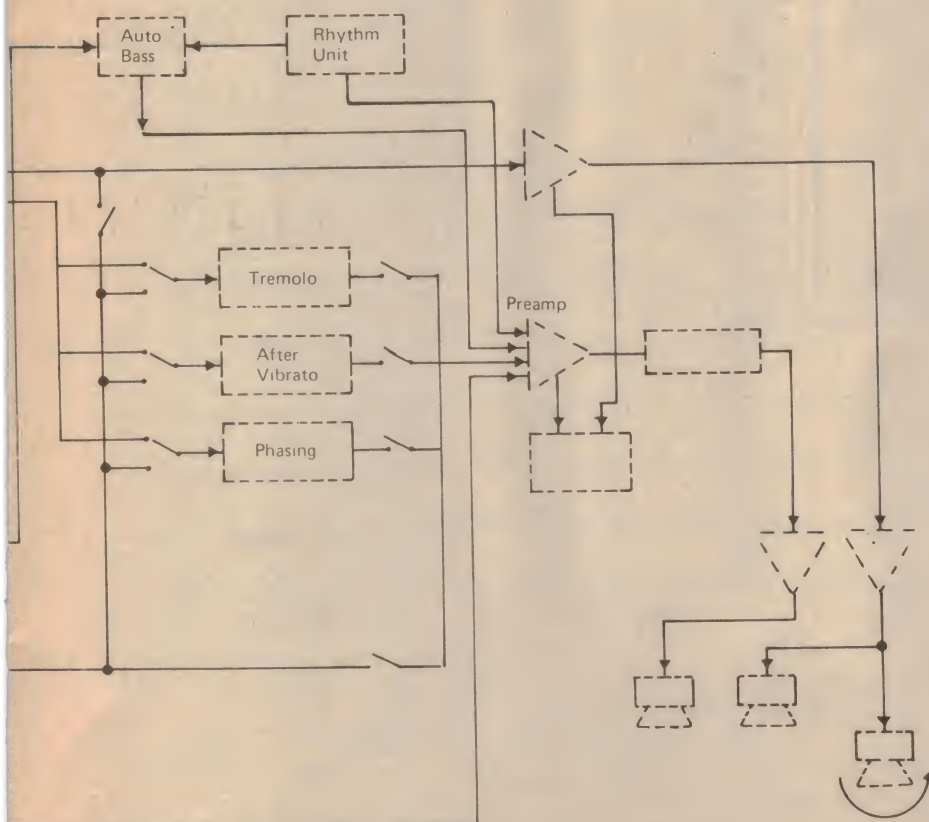 Auto
Bass
Rhythm
Unit
Tremolo
Preamp
After
Vibrato
Phasing